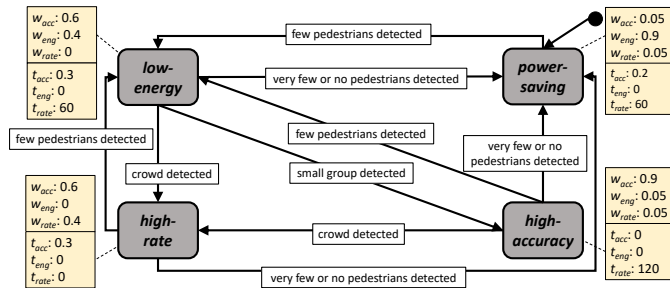 w_acc: 0.6
w_eng: 0.4
w_rate: 0
t_acc: 0.3
t_eng: 0
t_rate: 60
few pedestrians detected
w_acc: 0.05
w_eng: 0.9
w_rate: 0.05
t_acc: 0.2
t_eng: 0
t_rate: 60
low-
energy
very few or no pedestrians detected
power-
saving
few pedestrians detected
few pedestrians detected
very few or no
pedestrians detected
crowd detected
small group detected
w_acc: 0.6
w_eng: 0
w_rate: 0.4
t_acc: 0.3
t_eng: 0
t_rate: 0
high-
rate
crowd detected
high-
accuracy
w_acc: 0.9
w_eng: 0.05
w_rate: 0.05
t_acc: 0
t_eng: 0
t_rate: 120
very few or no pedestrians detected